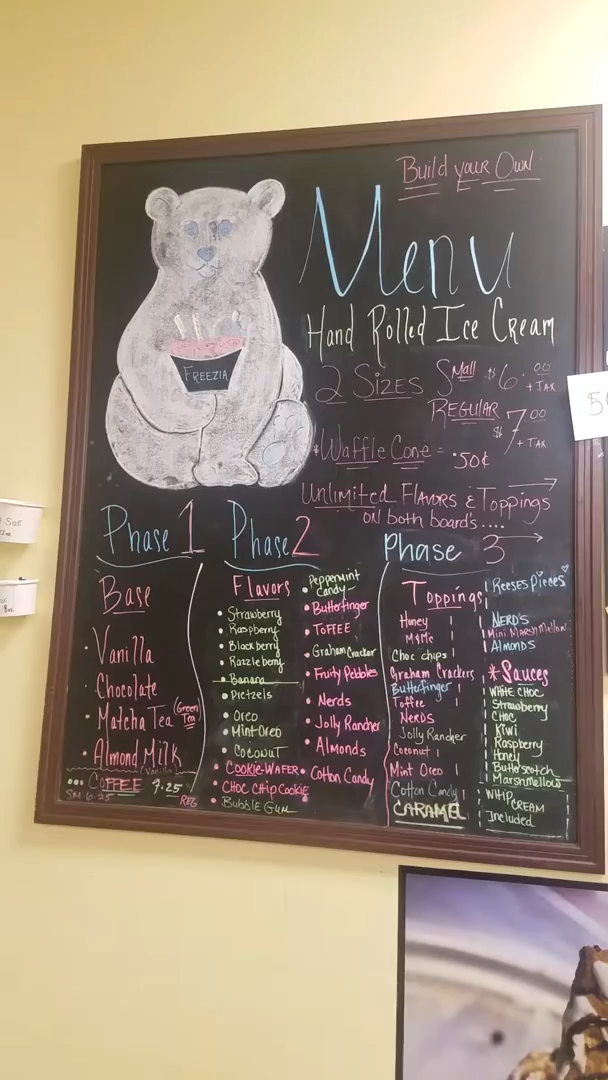 Build your Own
Menu
Hand Rolled Ice Cream
2 Sizes Small $6.00 + TAX
REGULAR $7.00 + TAX
*Waffle Cone = .50¢
Unlimited Flavors & Toppings
on both boards....
FREEZIA
Phase 1
Base
• Vanilla
• Chocolate
• Matcha Tea (Green Tea)
• Almond Milk
(Vanilla)
••• COFFEE 7.25
SM 6.25 REG
Phase 2
Flavors
• Strawberry
• Raspberry
• Blackberry
• Razzleberry
• Banana
• Pretzels
• Oreo
• Mint Oreo
• Coconut
• Cookie-Wafer
• Choc Chip Cookie
• Bubble Gum
Peppermint
Candy
• Butterfinger
• Toffee
• Graham Cracker
• Fruity Pebbles
• Nerds
• Jolly Rancher
• Almonds
• Cotton Candy
Phase 3
Toppings
Honey
M&Ms
Choc chips
Graham Crackers
Butterfinger
Toffee
Nerds
Jolly Rancher
Coconut
Mint Oreo
Cotton Candy
CARAMEL
Reeses Pieces
Nerd's
Mini Marshmellow
Almonds
*Sauces
White Choc
Strawberry
Choc
Kiwi
Raspberry
Honey
Butterscotch
Marshmellow
Whip Cream
Included